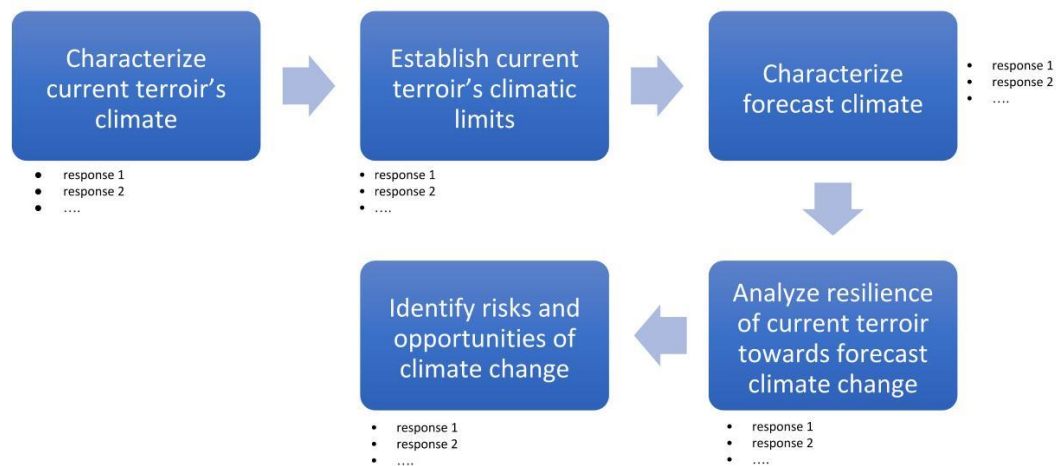 Characterize
current terroir's
climate
• response 1
• response 2
• ….
Establish current
terroir's climatic
limits
• response 1
• response 2
• ….
Characterize
forecast climate
• response 1
• response 2
• ….
Analyze resilience
of current terroir
towards forecast
climate change
• response 1
• response 2
• ….
Identify risks and
opportunities of
climate change
• response 1
• response 2
• ….